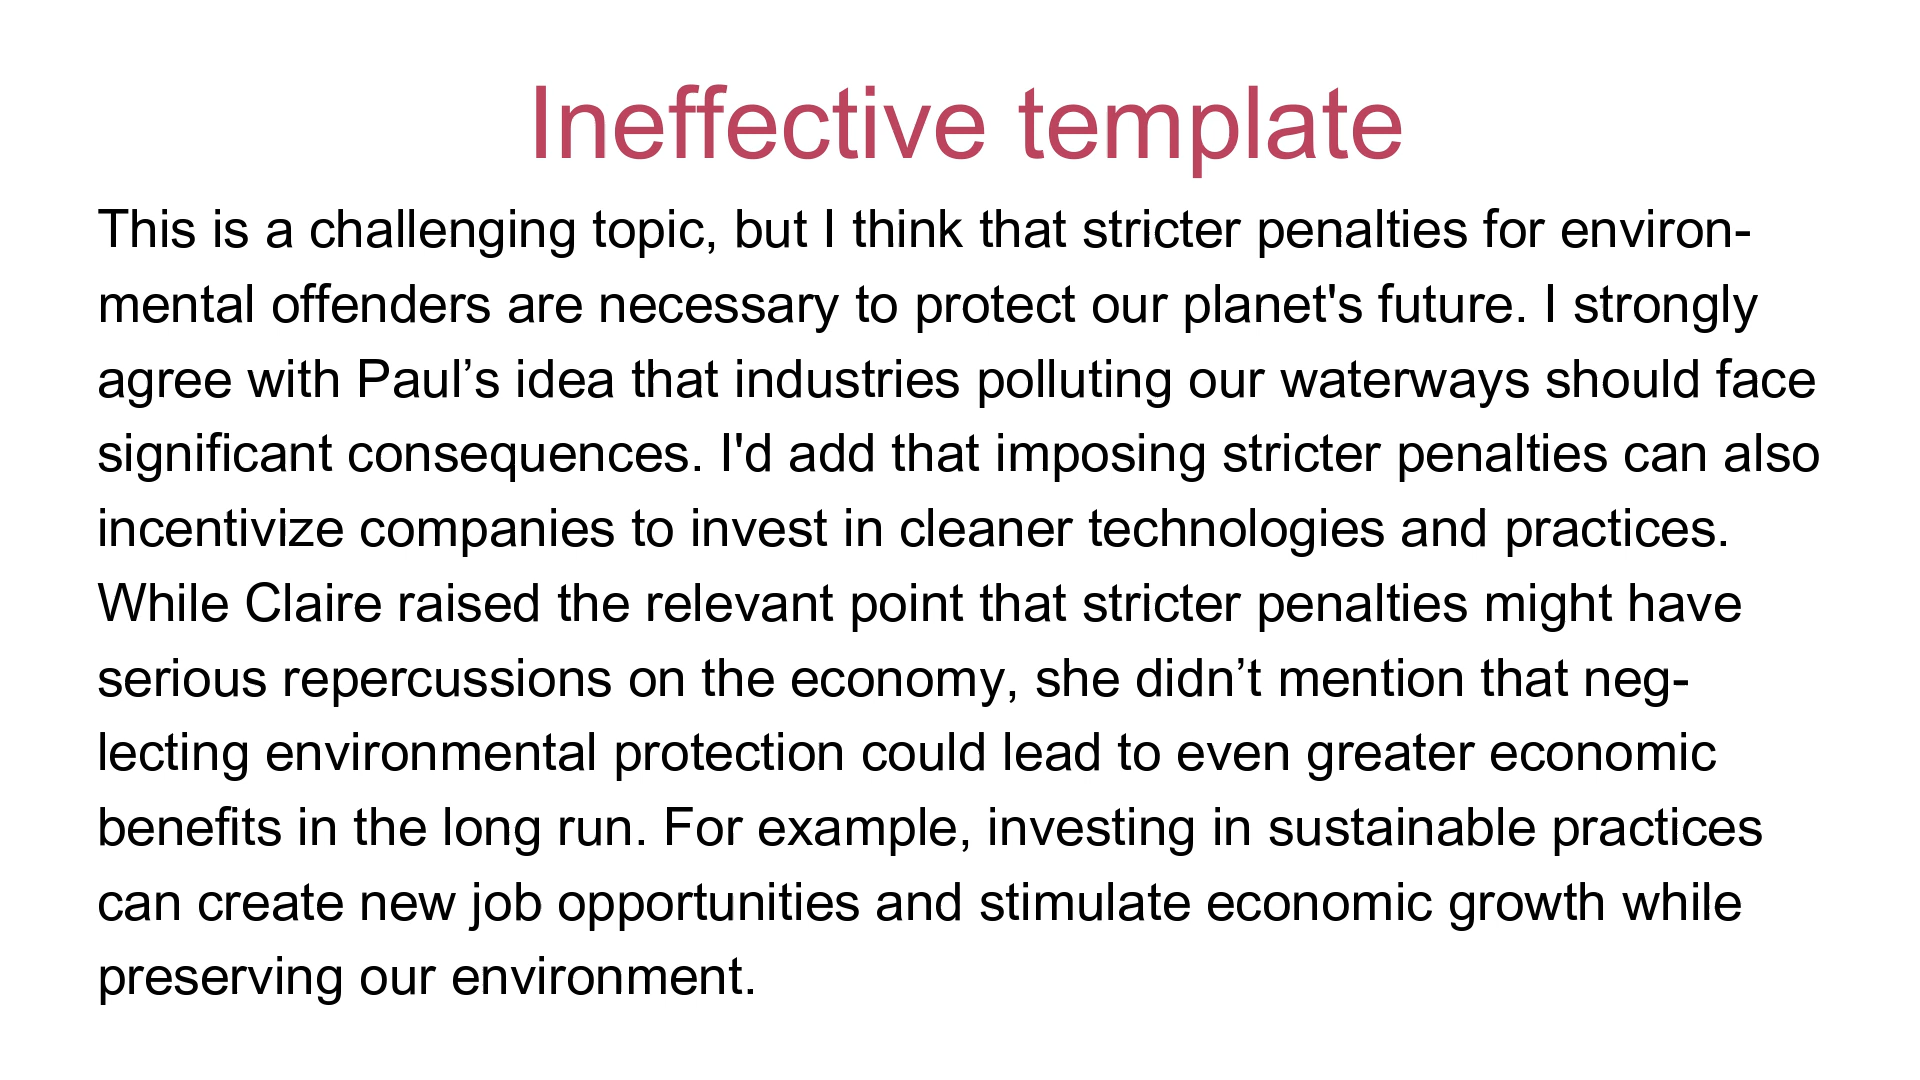 Ineffective template
This is a challenging topic, but I think that stricter penalties for environ-
mental offenders are necessary to protect our planet's future. I strongly
agree with Paul’s idea that industries polluting our waterways should face
significant consequences. I'd add that imposing stricter penalties can also
incentivize companies to invest in cleaner technologies and practices.
While Claire raised the relevant point that stricter penalties might have
serious repercussions on the economy, she didn’t mention that neg-
lecting environmental protection could lead to even greater economic
benefits in the long run. For example, investing in sustainable practices
can create new job opportunities and stimulate economic growth while
preserving our environment.